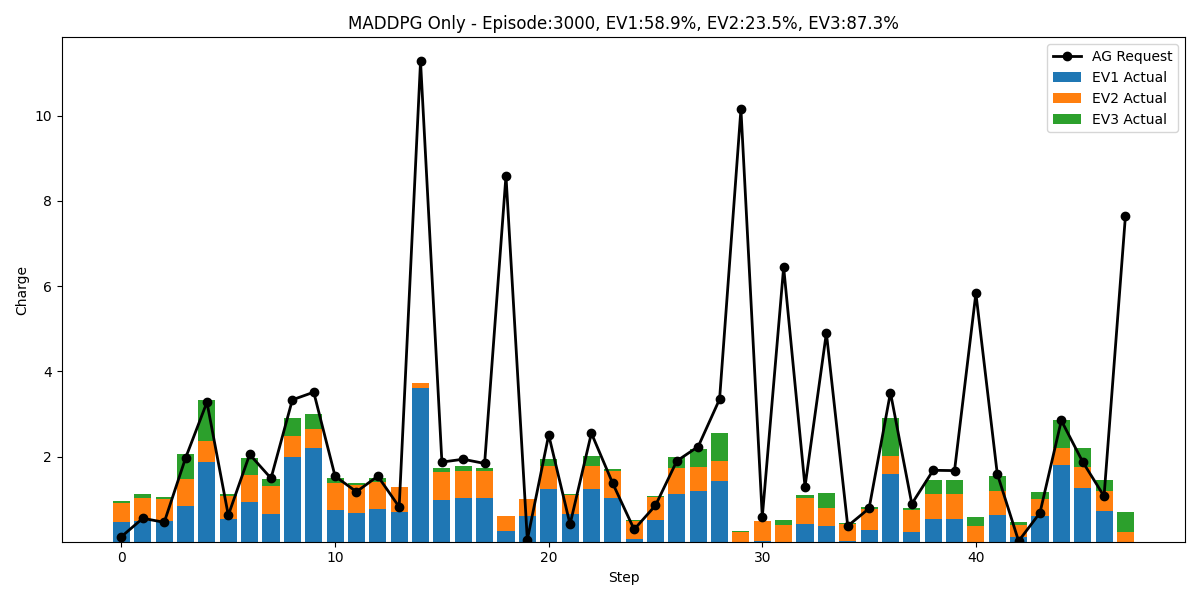 MADDPG Only - Episode:3000, EV1:58.9%, EV2:23.5%, EV3:87.3%
AG Request
EV1 Actual
EV2 Actual
EV3 Actual
Charge
10
8
6
4
2
0 10 20 30 40
Step